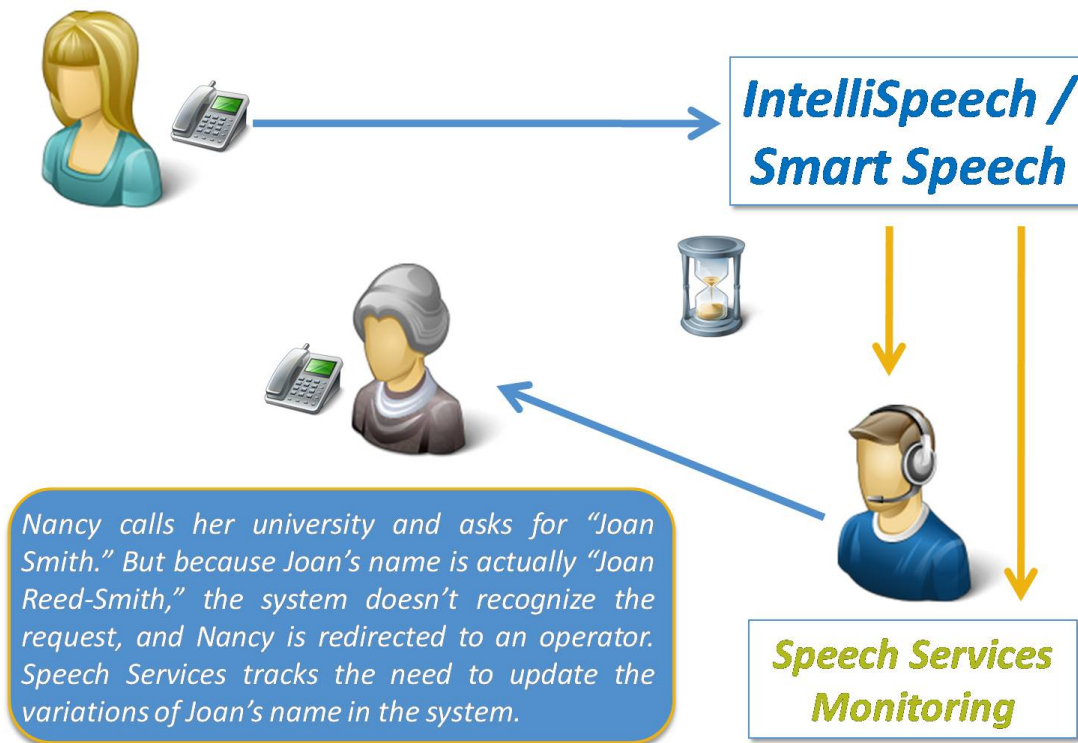 IntelliSpeech /
Smart Speech
Nancy calls her university and asks for “Joan
Smith.” But because Joan’s name is actually “Joan
Reed-Smith,” the system doesn’t recognize the
request, and Nancy is redirected to an operator.
Speech Services tracks the need to update the
variations of Joan’s name in the system.
Speech Services
Monitoring